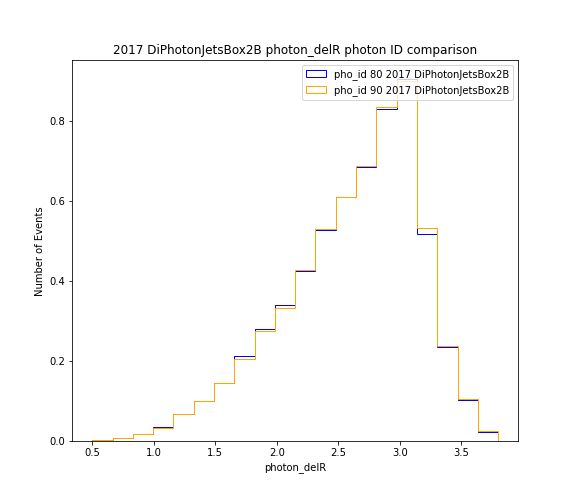 2017 DiPhotonJetsBox2B photon_delR photon ID comparison
pho_id 80 2017 DiPhotonJetsBox2B
pho_id 90 2017 DiPhotonJetsBox2B
Number of Events
0.8
0.6
0.4
0.2
0.0
0.5 1.0 1.5 2.0 2.5 3.0 3.5
photon_delR